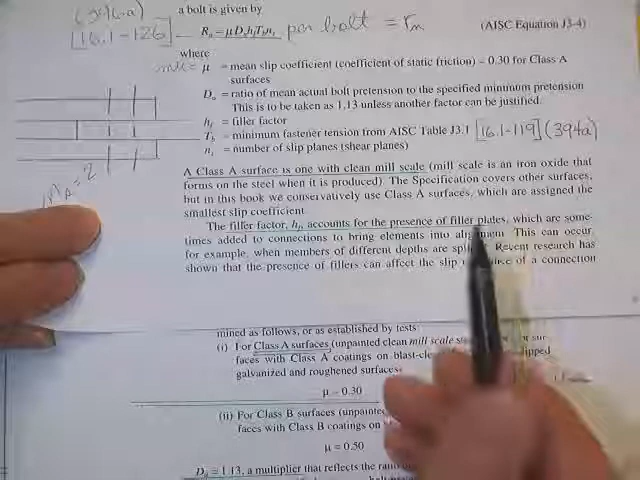 (394a) a bolt is given by
[16.1-126] Rn = μDuhfTbns per bolt = rn (AISC Equation J3-4)
where
μ = mean slip coefficient (coefficient of static friction) = 0.30 for Class A
surfaces
Du = ratio of mean actual bolt pretension to the specified minimum pretension
This is to be taken as 1.13 unless another factor can be justified.
hf = filler factor
Tb = minimum fastener tension from AISC Table J3.1 [16.1-119] (394a)
ns = number of slip planes (shear planes)
A Class A surface is one with clean mill scale (mill scale is an iron oxide that
forms on the steel when it is produced). The Specification covers other surfaces,
but in this book we conservatively use Class A surfaces, which are assigned the
smallest slip coefficient.
The filler factor, hf, accounts for the presence of filler plates, which are some-
times added to connections to bring elements into alignment. This can occur,
for example, when members of different depths are Recent research has
shown that the presence of fillers can affect the slip of a connection
mined as follows, or as established by tests
(i) For Class A surfaces (unpainted clean mill scale
faces with Class A coatings on
galvanized and roughened surfaces
μ = 0.30
(ii) For Class B surfaces
faces with Class B coatings on
μ = 0.50
Du = 1.13, a multiplier that reflects the